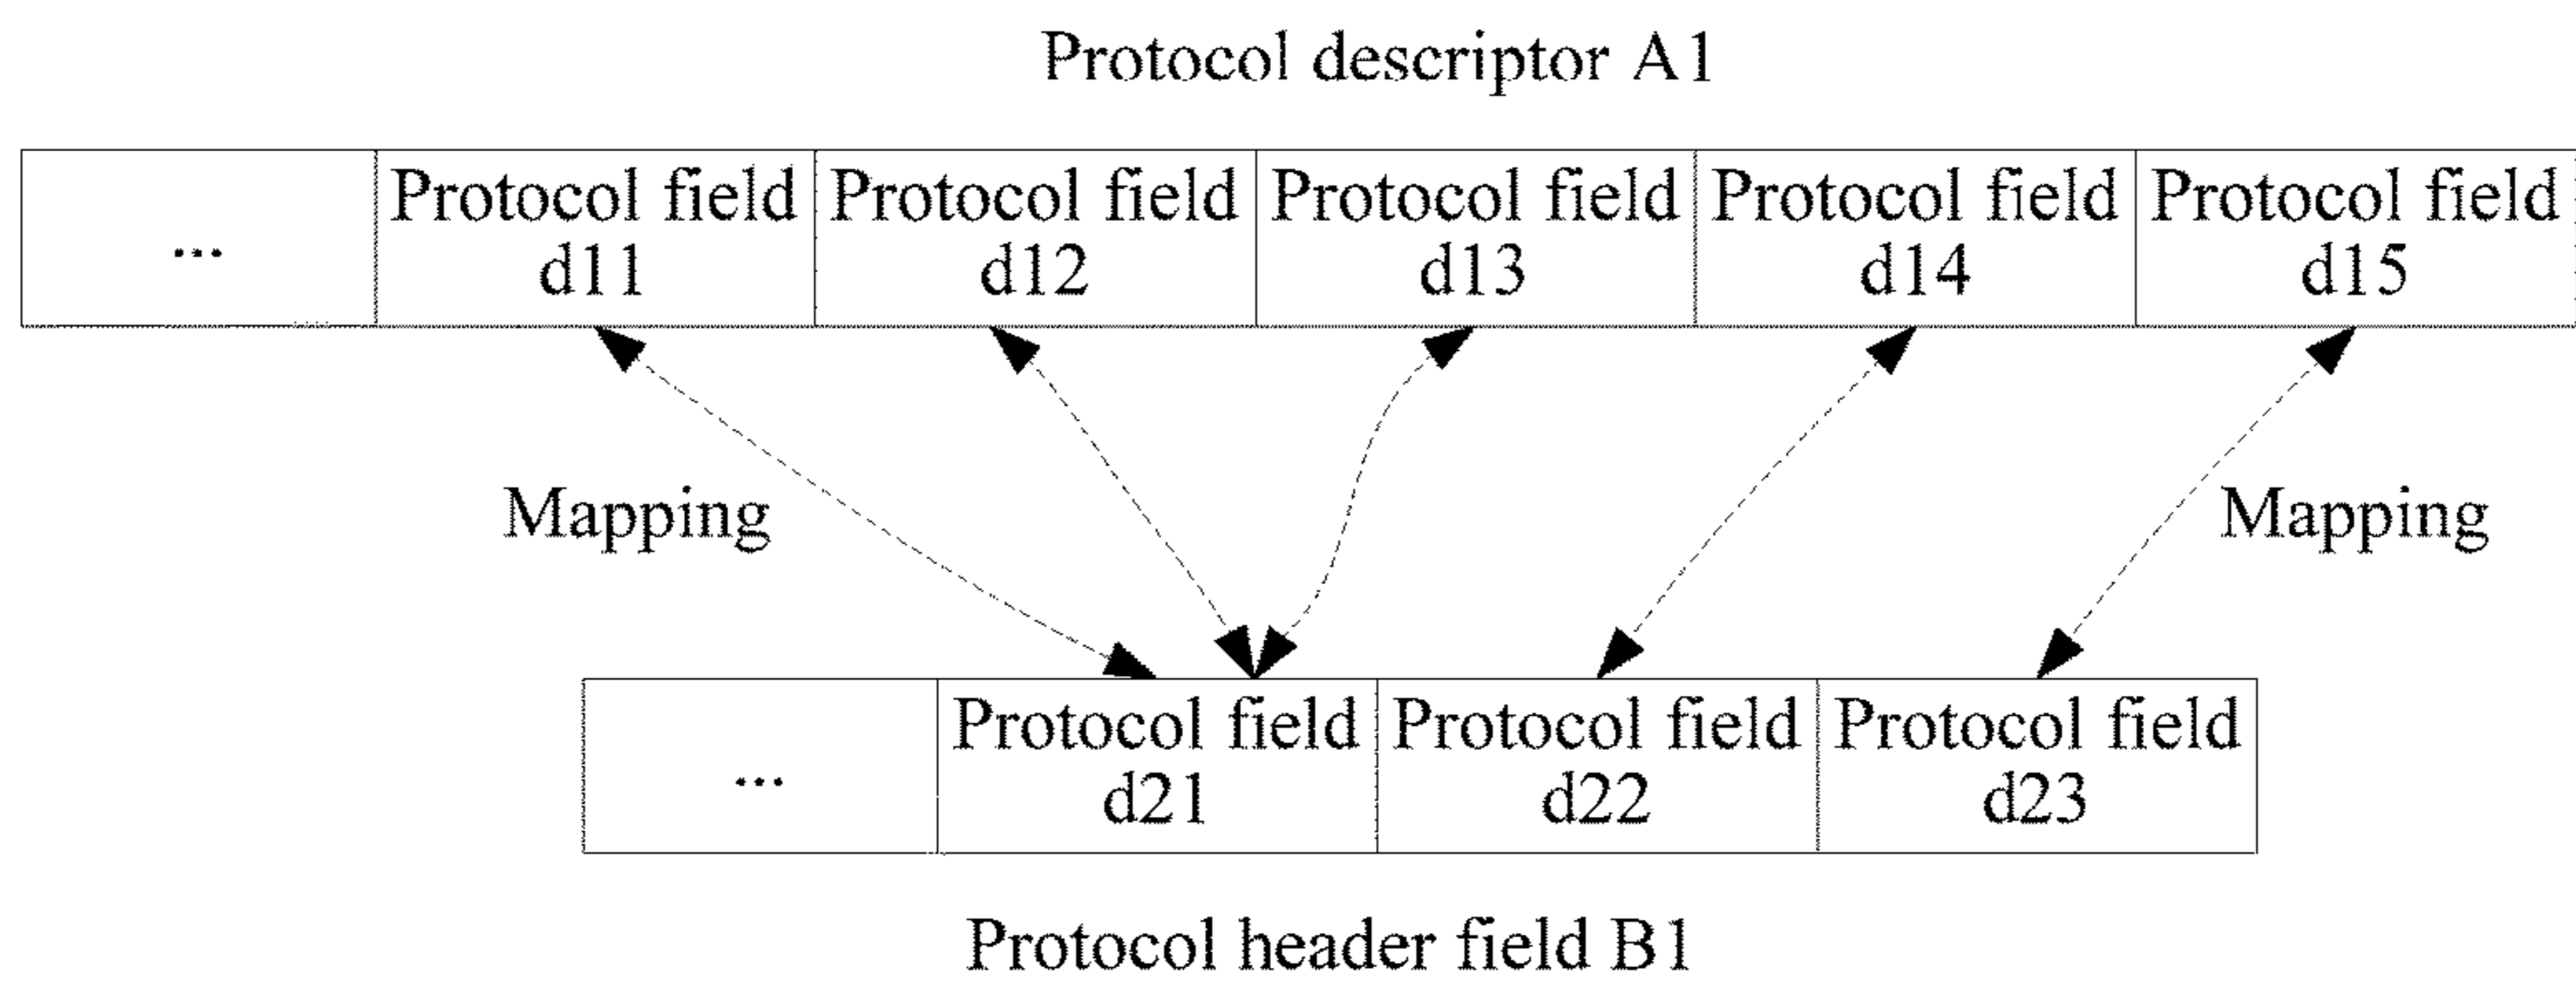 Protocol descriptor A1
... Protocol field Protocol field Protocol field Protocol field Protocol field
d11 d12 d13 d14 d15
Mapping Mapping
... Protocol field Protocol field Protocol field
d21 d22 d23
Protocol header field B1